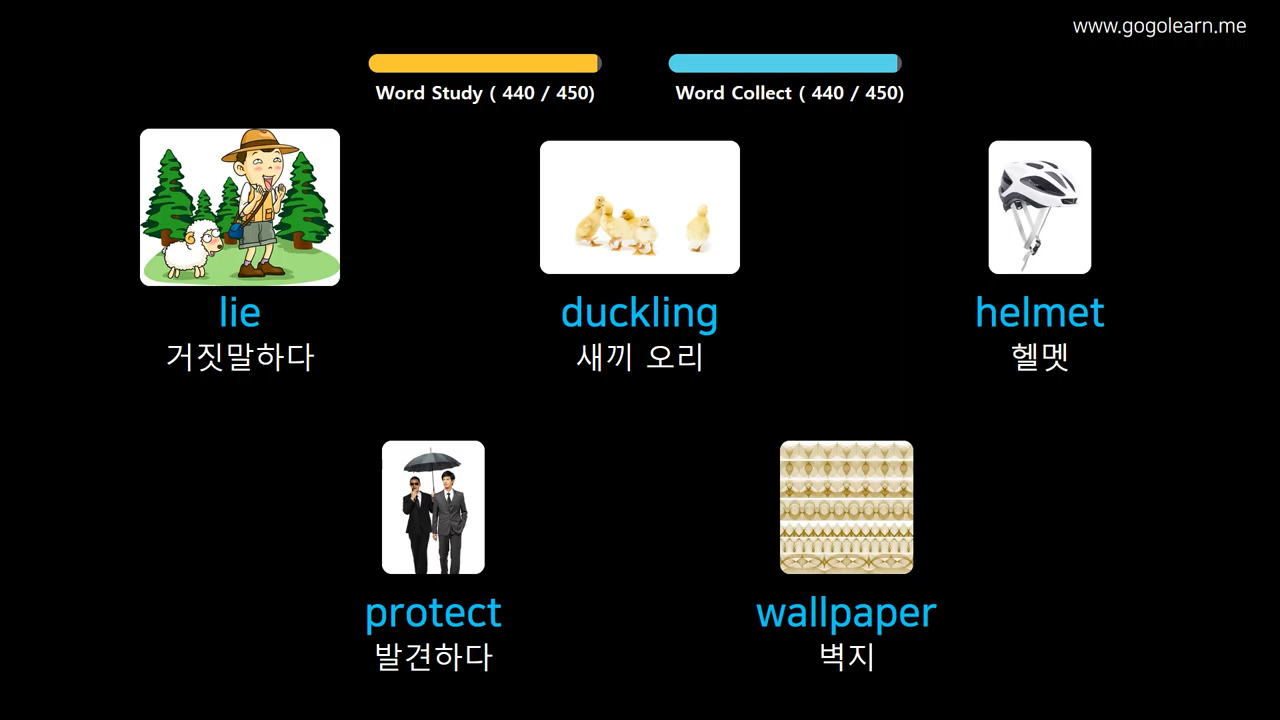 www.gogolearn.me
Word Study ( 440 / 450)
Word Collect ( 440 / 450)
lie
거짓말하다
duckling
새끼 오리
helmet
헬멧
protect
발견하다
wallpaper
벽지